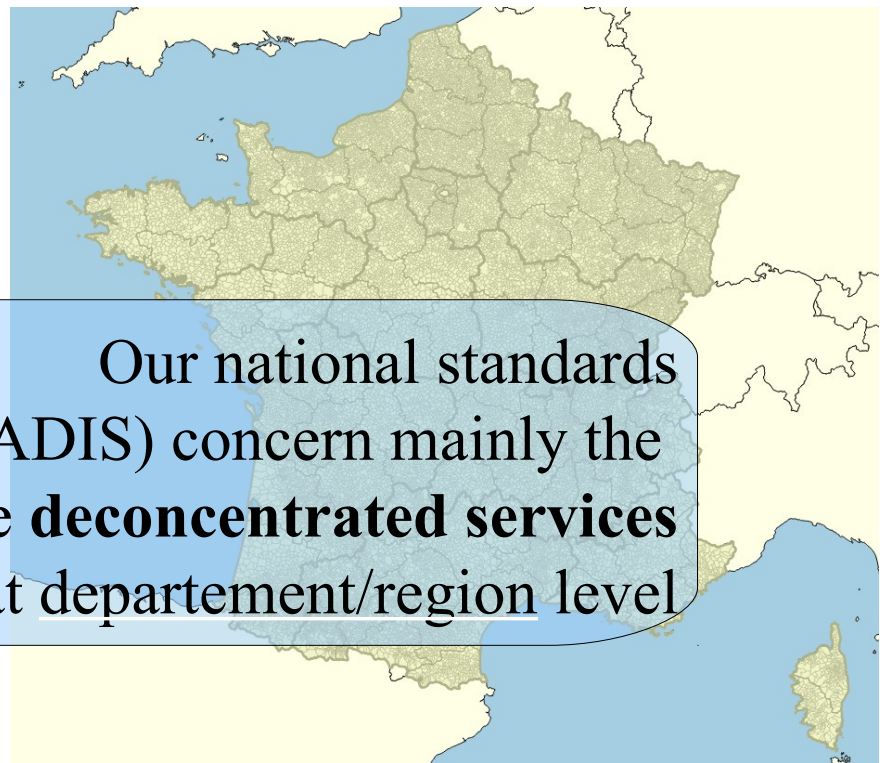 Our national standards
ADIS) concern mainly the
deconcentrated services
departement/region level